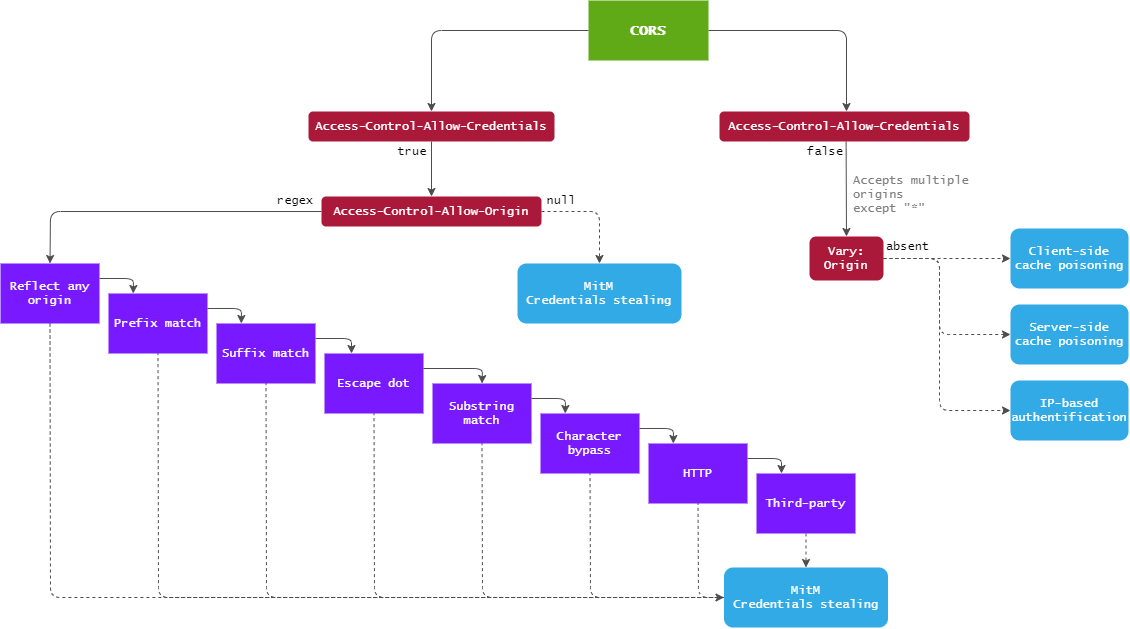 CORS
Access-Control-Allow-Credentials
Access-Control-Allow-Credentials
true
false
Accepts multiple
origins
except "*"
regex
Access-Control-Allow-Origin
null
Vary:
Origin
absent
Client-side
cache poisoning
Reflect any
origin
MitM
Credentials stealing
Prefix match
Server-side
cache poisoning
Suffix match
Escape dot
IP-based
authentification
Substring
match
Character
bypass
HTTP
Third-party
MitM
Credentials stealing